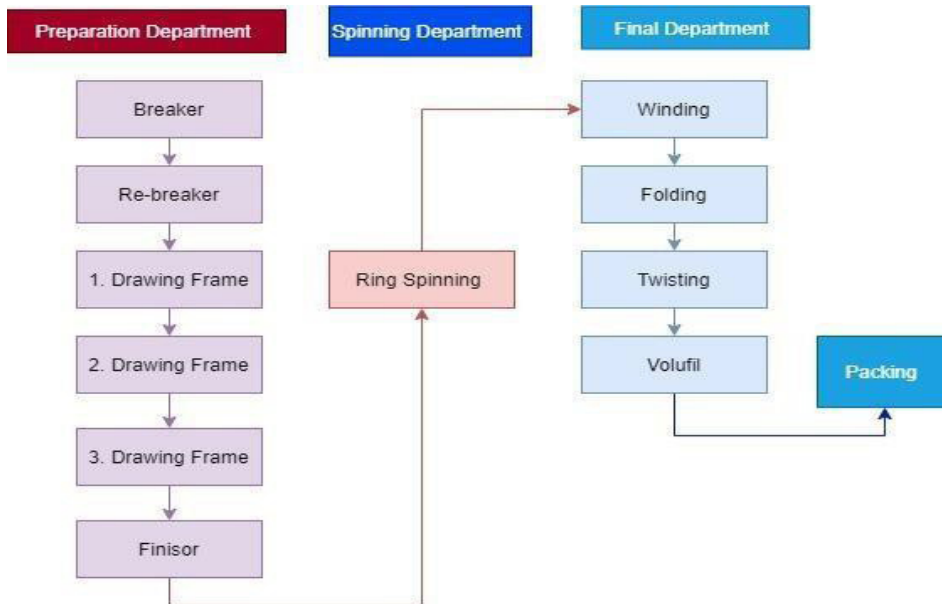 Preparation Department
Spinning Department
Final Department
Breaker
Re-breaker
1. Drawing Frame
2. Drawing Frame
3. Drawing Frame
Finisor
Ring Spinning
Winding
Folding
Twisting
Volufil
Packing